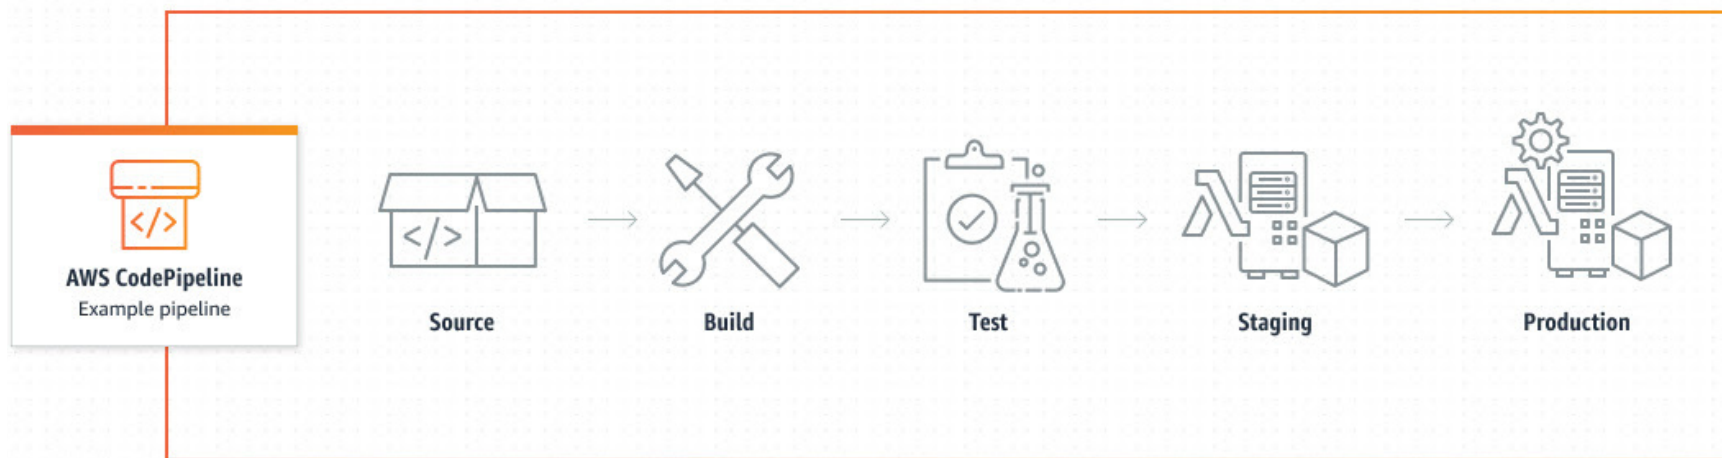 </>
AWS CodePipeline
Example pipeline
</>
Source
Build
Test
Staging
Production